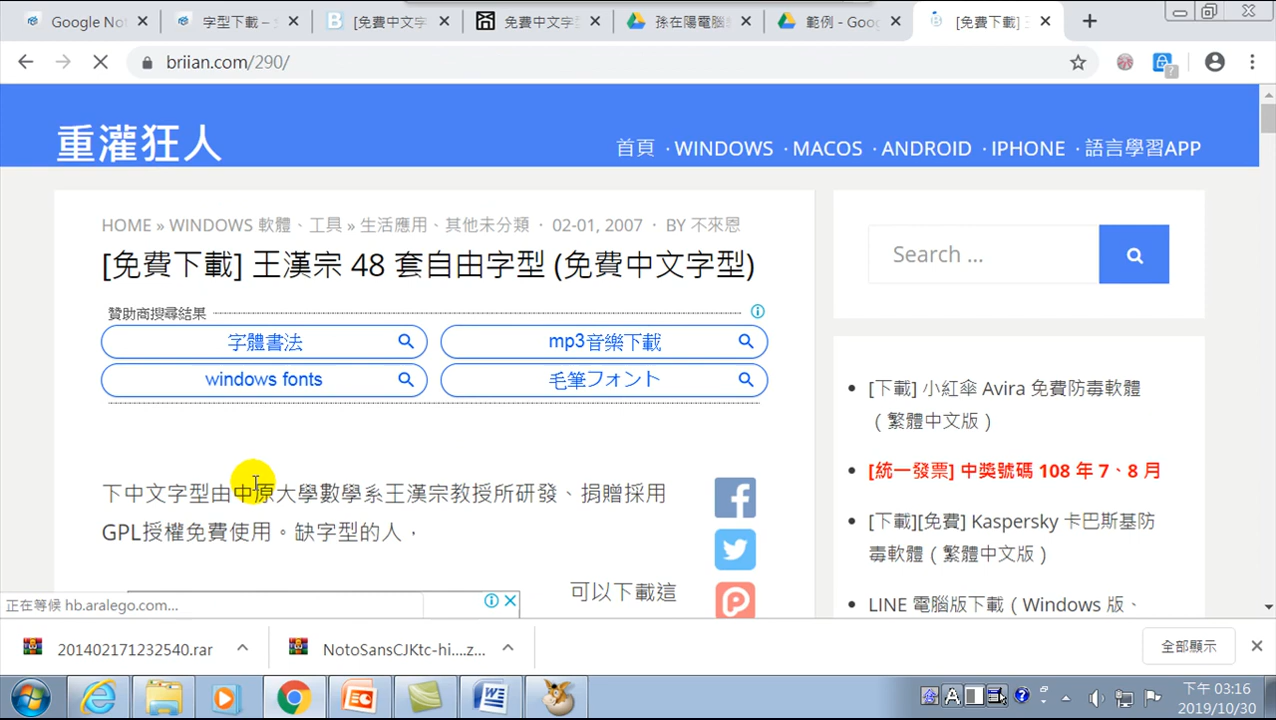 Google Not
字型下載 –
[免費中文字
免費中文字型
孫在陽電腦
範例 - Goog
[免費下載]
briian.com/290/
重灌狂人
首頁 · WINDOWS · MACOS · ANDROID · IPHONE · 語言學習APP
HOME » WINDOWS 軟體、工具 » 生活應用、其他未分類 · 02-01, 2007 · BY 不來恩
[免費下載] 王漢宗 48 套自由字型 (免費中文字型)
Search ...
贊助商搜尋結果
字體書法
mp3音樂下載
windows fonts
毛筆フォント
[下載] 小紅傘 Avira 免費防毒軟體
（繁體中文版）
[統一發票] 中獎號碼 108 年 7、8 月
[下載][免費] Kaspersky 卡巴斯基防
毒軟體（繁體中文版）
LINE 電腦版下載（Windows 版、
下中文字型由中原大學數學系王漢宗教授所研發、捐贈採用
GPL授權免費使用。缺字型的人，
可以下載這
正在等候 hb.aralego.com...
201402171232540.rar
NotoSansCJKtc-hi....z...
全部顯示
下午 03:16
2019/10/30